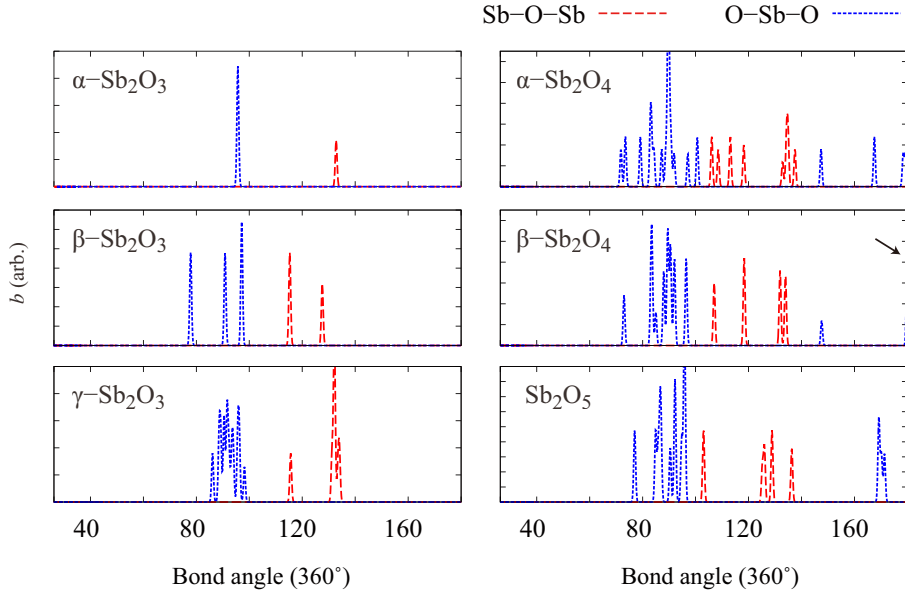 Sb−O−Sb O−Sb−O
α−Sb₂O₃ α−Sb₂O₄
β−Sb₂O₃ β−Sb₂O₄
b (arb.)
γ−Sb₂O₃ Sb₂O₅
40 80 120 160 40 80 120 160
Bond angle (360°) Bond angle (360°)